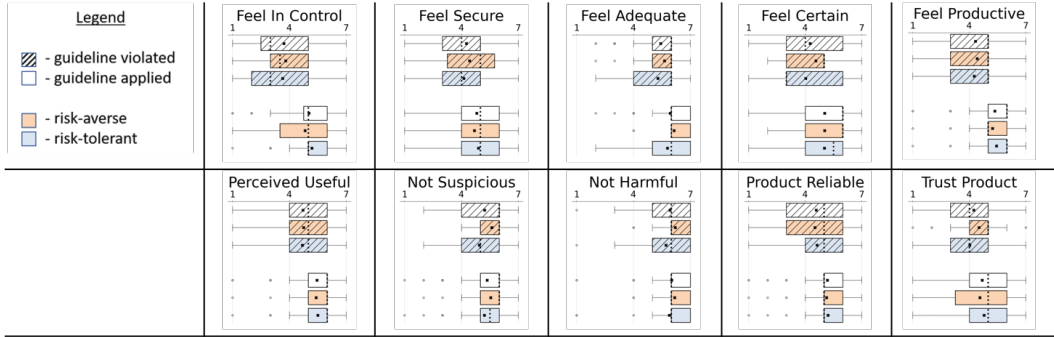 Legend
- guideline violated
- guideline applied
- risk-averse
- risk-tolerant
Feel In Control
1 4 7
Feel Secure
1 4 7
Feel Adequate
1 4 7
Feel Certain
1 4 7
Feel Productive
1 4 7
Perceived Useful
1 4 7
Not Suspicious
1 4 7
Not Harmful
1 4 7
Product Reliable
1 4 7
Trust Product
1 4 7